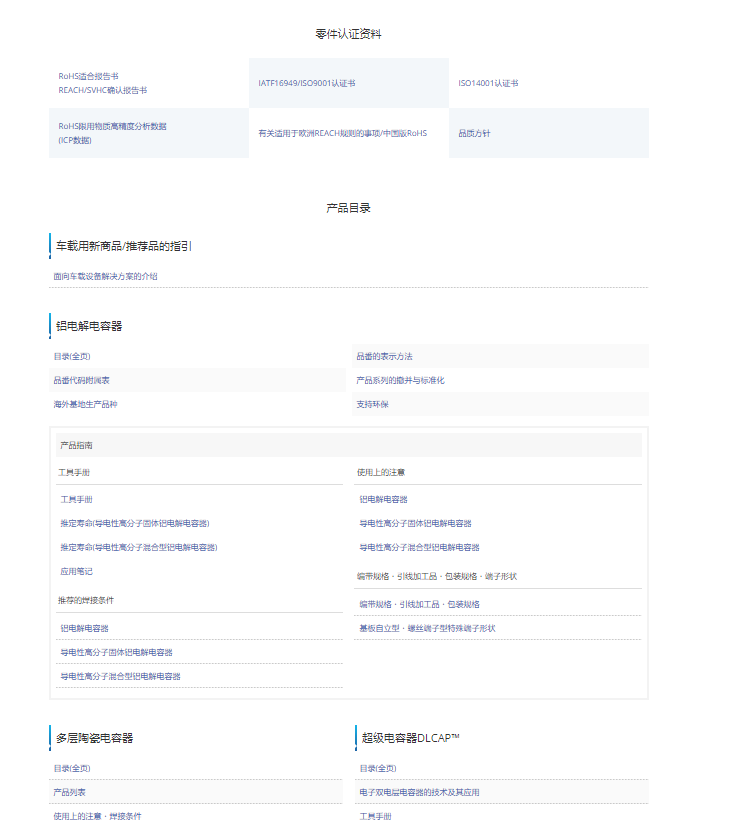 零件认证资料
RoHS适合报告书
REACH/SVHC确认报告书
IATF16949/ISO9001认证书
ISO14001认证书
RoHS限用物质高精度分析数据
(ICP数据)
有关适用于欧洲REACH规则的事项/中国版RoHS
品质方针
产品目录
车载用新商品/推荐品的指引
面向车载设备解决方案的介绍
铝电解电容器
目录(全页)
品番的表示方法
品番代码附属表
产品系列的撤并与标准化
海外基地生产品种
支持环保
产品指南
工具手册
工具手册
推定寿命(导电性高分子固体铝电解电容器)
推定寿命(导电性高分子混合型铝电解电容器)
应用笔记
推荐的焊接条件
铝电解电容器
导电性高分子固体铝电解电容器
导电性高分子混合型铝电解电容器
使用上的注意
铝电解电容器
导电性高分子固体铝电解电容器
导电性高分子混合型铝电解电容器
编带规格・引线加工品・包装规格・端子形状
编带规格・引线加工品・包装规格
基板自立型・螺丝端子型特殊端子形状
多层陶瓷电容器
目录(全页)
产品列表
使用上的注意・焊接条件
超级电容器DLCAP™
目录(全页)
电子双电层电容器的技术及其应用
工具手册